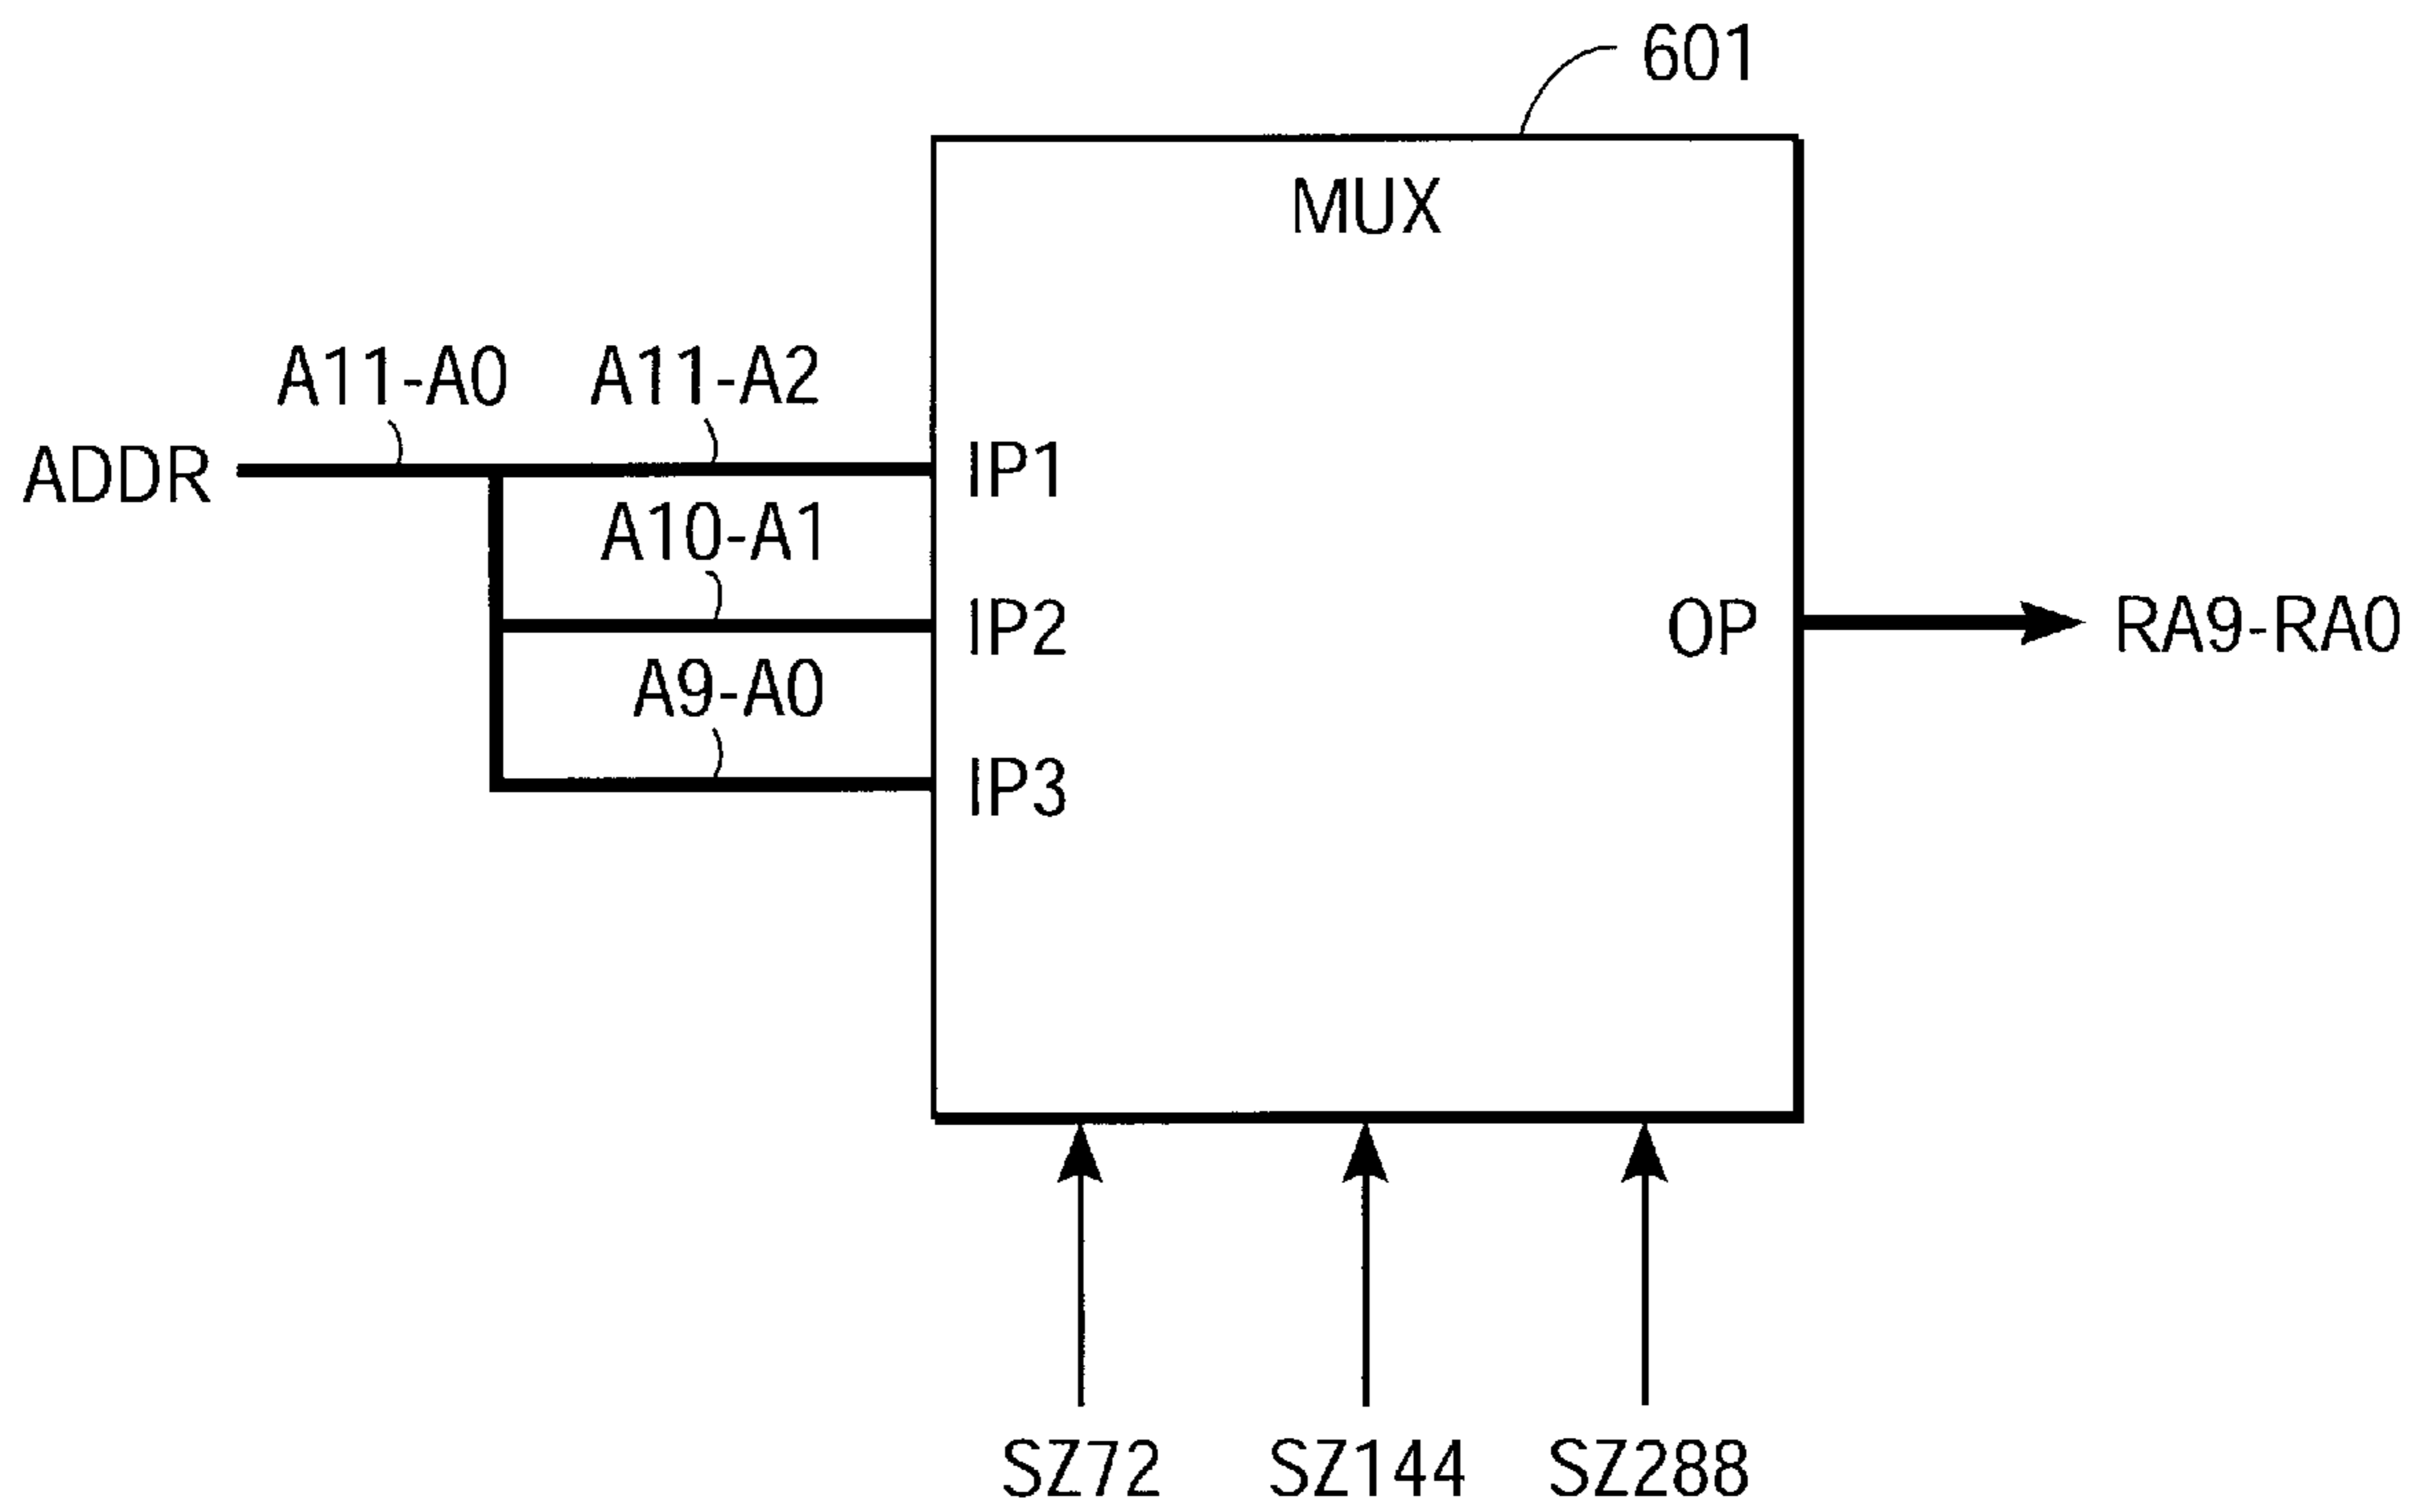 601
MUX
A11-A0
A11-A2
ADDR
IP1
A10-A1
IP2
OP
RA9-RA0
A9-A0
IP3
SZ72
SZ144
SZ288